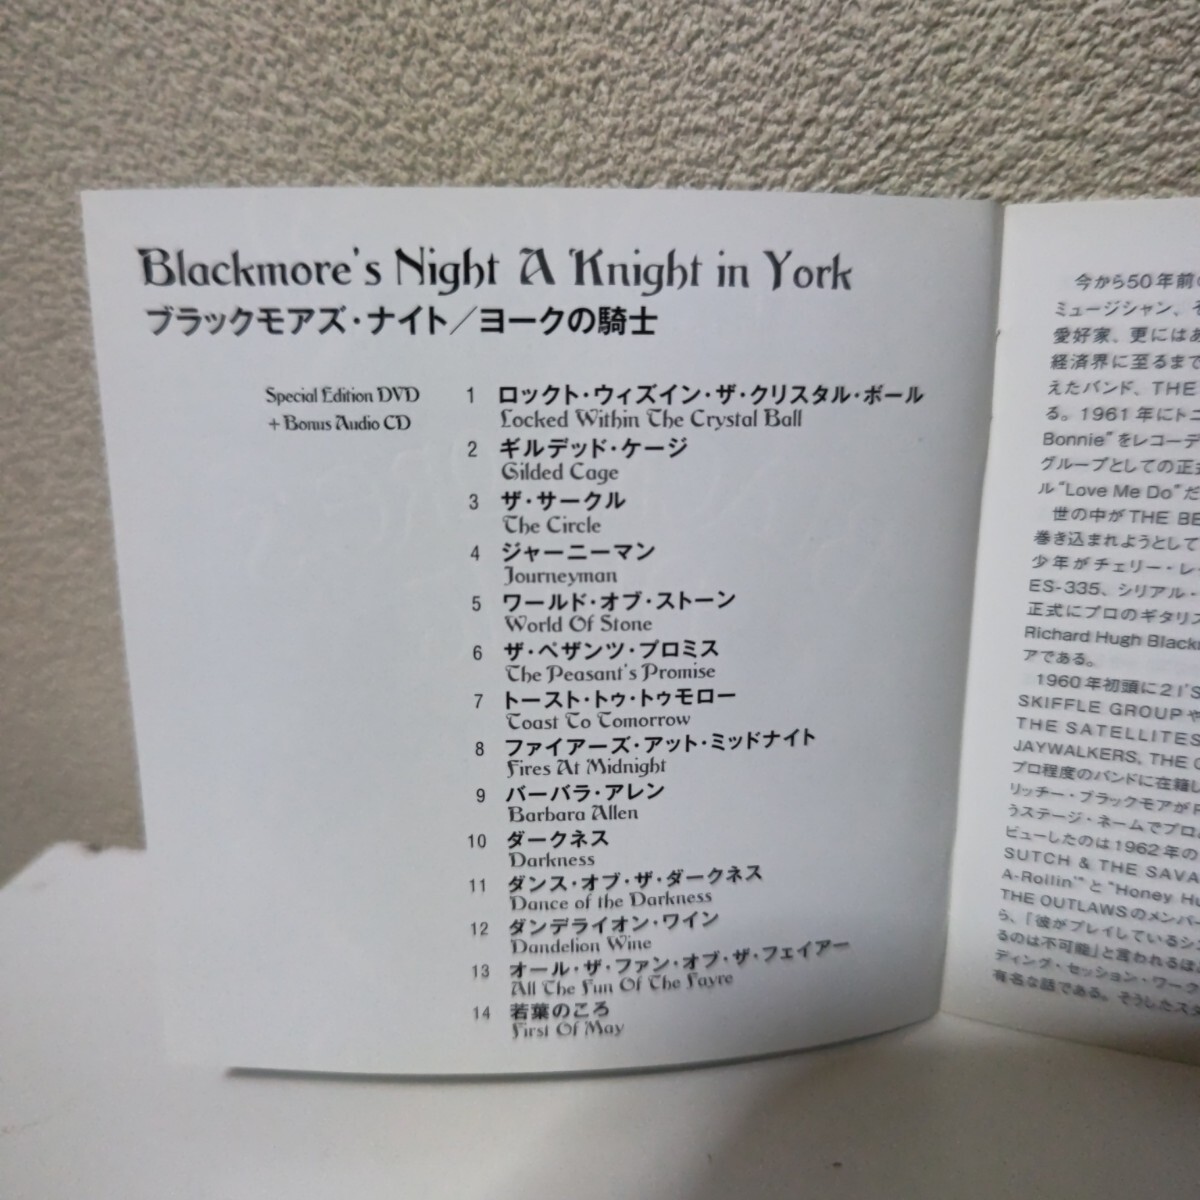 Blackmore's Night A Knight in York
ブラックモアズ・ナイト／ヨークの騎士
Special Edition DVD
+ Bonus Audio CD
1 ロックト・ウィズイン・ザ・クリスタル・ボール
Locked Within The Crystal Ball
2 ギルデッド・ケージ
Gilded Cage
3 ザ・サークル
The Circle
4 ジャーニーマン
Journeyman
5 ワールド・オブ・ストーン
World Of Stone
6 ザ・ペザンツ・プロミス
The Peasant's Promise
7 トースト・トゥ・トゥモロー
Toast To Tomorrow
8 ファイアーズ・アット・ミッドナイト
Fires At Midnight
9 バーバラ・アレン
Barbara Allen
10 ダークネス
Darkness
11 ダンス・オブ・ザ・ダークネス
Dance of the Darkness
12 ダンデライオン・ワイン
Dandelion Wine
13 オール・ザ・ファン・オブ・ザ・フェイアー
All The Fun Of The Fayre
14 若葉のころ
First Of May
今から50年前
ミュージシャン、
愛好家、更にはあ
経済界に至るまで
えたバンド、THE
る。1961年にトニ
Bonnie"をレコーデ
グループとしての正式
ル"Love Me Do"だ
世の中がTHE BE
巻き込まれようとして
少年がチェリー・レ
ES-335、シリアル・
正式にプロのギタリス
Richard Hugh Blackm
アである。
1960年初頭に2I'S
SKIFFLE GROUPや
THE SATELLITES
JAYWALKERS, THE C
プロ程度のバンドに在籍し
リッチー・ブラックモアがR
うステージ・ネームでプロ
ビューしたのは1962年の
SUTCH & THE SAVA
A-Rollin'"と"Honey Hu
THE OUTLAWSのメンバ
ら、「彼がプレイしているシ
るのは不可能」と言われるほ
ディング・セッション・ワーク
有名な話である。そうしたスタ